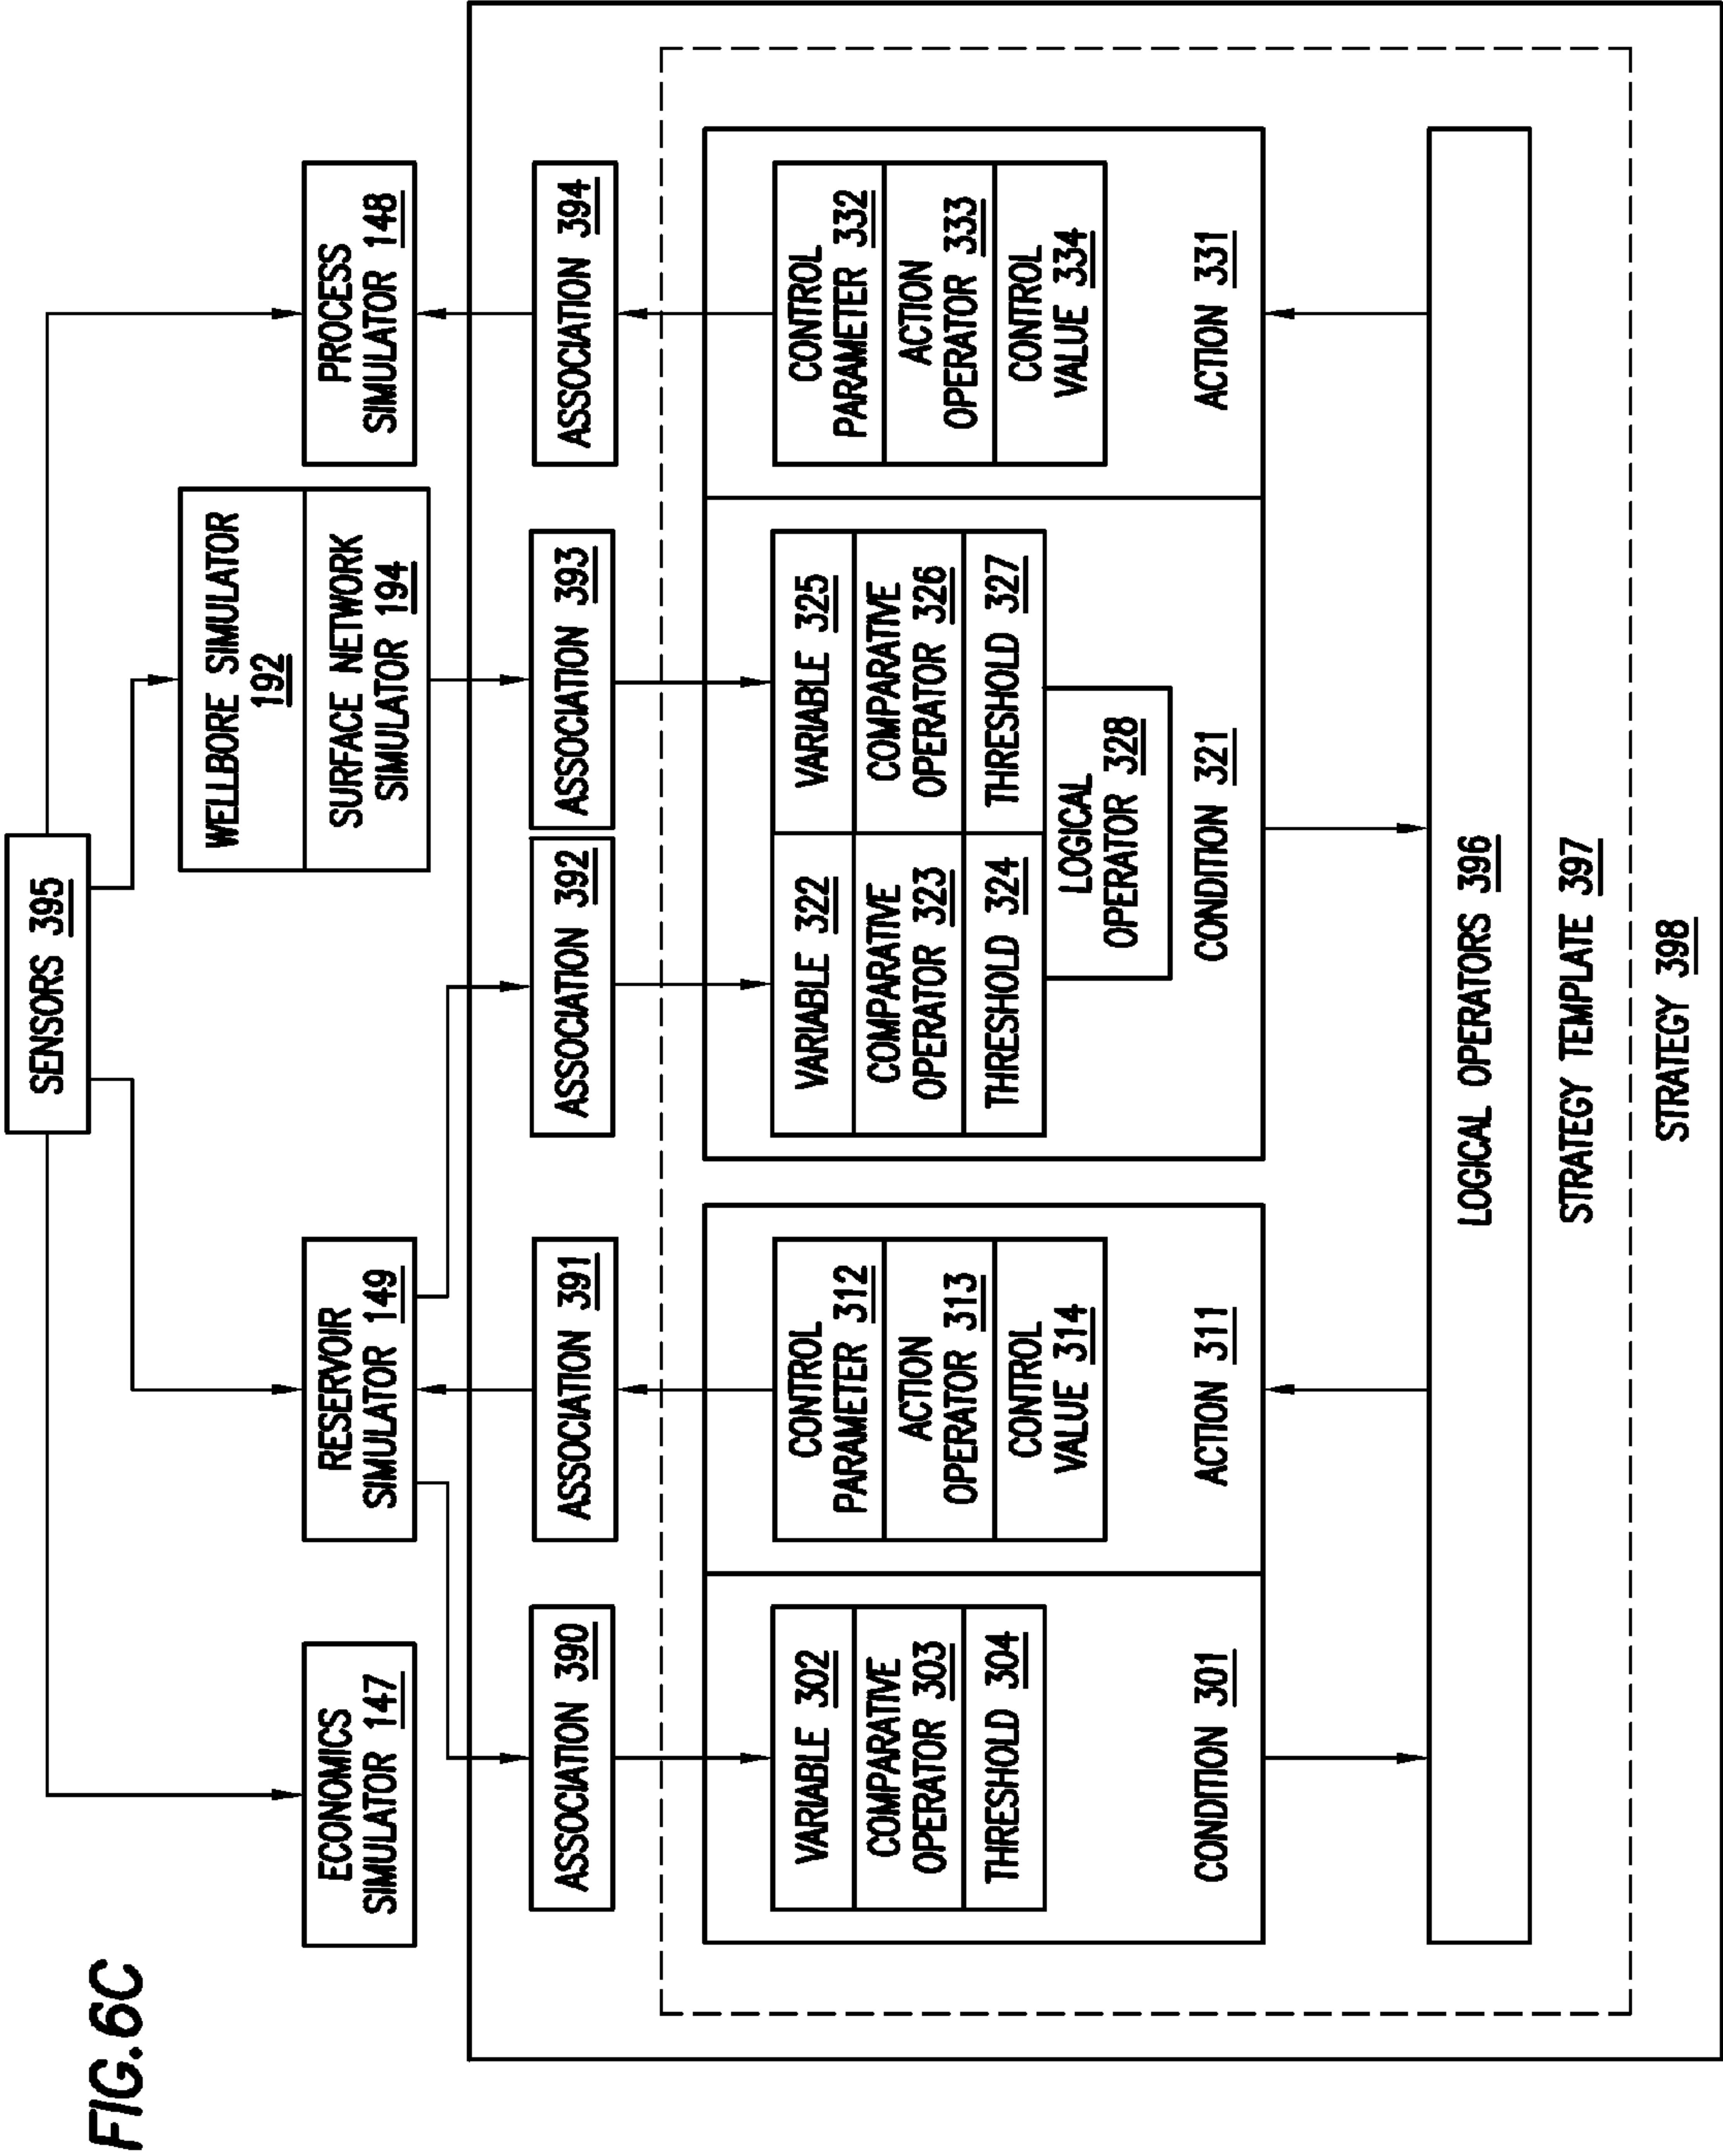 FIG.6C
SENSORS 395
WELLBORE SIMULATOR
192
SURFACE NETWORK
SIMULATOR 194
ECONOMICS
SIMULATOR 147
RESERVOIR
SIMULATOR 149
PROCESS
SIMULATOR 148
ASSOCIATION 390
ASSOCIATION 391
ASSOCIATION 392
ASSOCIATION 393
ASSOCIATION 394
VARIABLE 302
COMPARATIVE
OPERATOR 303
THRESHOLD 304
CONDITION 301
CONTROL
PARAMETER 312
ACTION
OPERATOR 313
CONTROL
VALUE 314
ACTION 311
VARIABLE 322
COMPARATIVE
OPERATOR 323
THRESHOLD 324
VARIABLE 325
COMPARATIVE
OPERATOR 326
THRESHOLD 327
LOGICAL
OPERATOR 328
CONDITION 321
CONTROL
PARAMETER 332
ACTION
OPERATOR 333
CONTROL
VALUE 334
ACTION 331
LOGICAL OPERATORS 396
STRATEGY TEMPLATE 397
STRATEGY 398